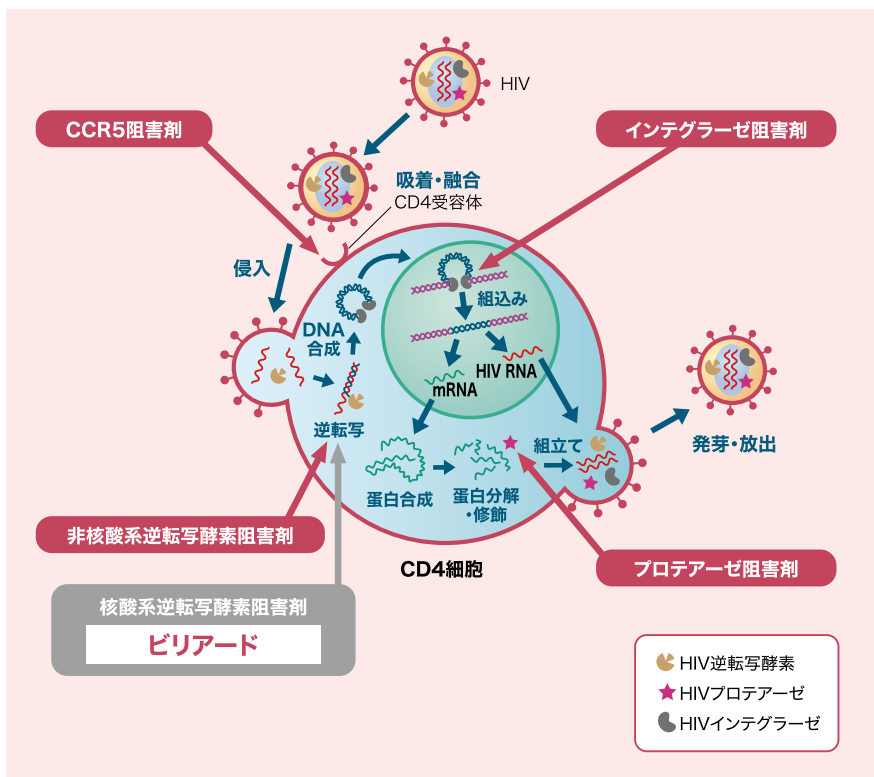 HIV
CCR5阻害剤
インテグラーゼ阻害剤
吸着・融合
CD4受容体
侵入
組込み
DNA
合成
HIV RNA
mRNA
逆転写
組立て
発芽・放出
蛋白合成
蛋白分解
・修飾
非核酸系逆転写酵素阻害剤
CD4細胞
プロテアーゼ阻害剤
核酸系逆転写酵素阻害剤
ビリアード
HIV逆転写酵素
HIVプロテアーゼ
HIVインテグラーゼ